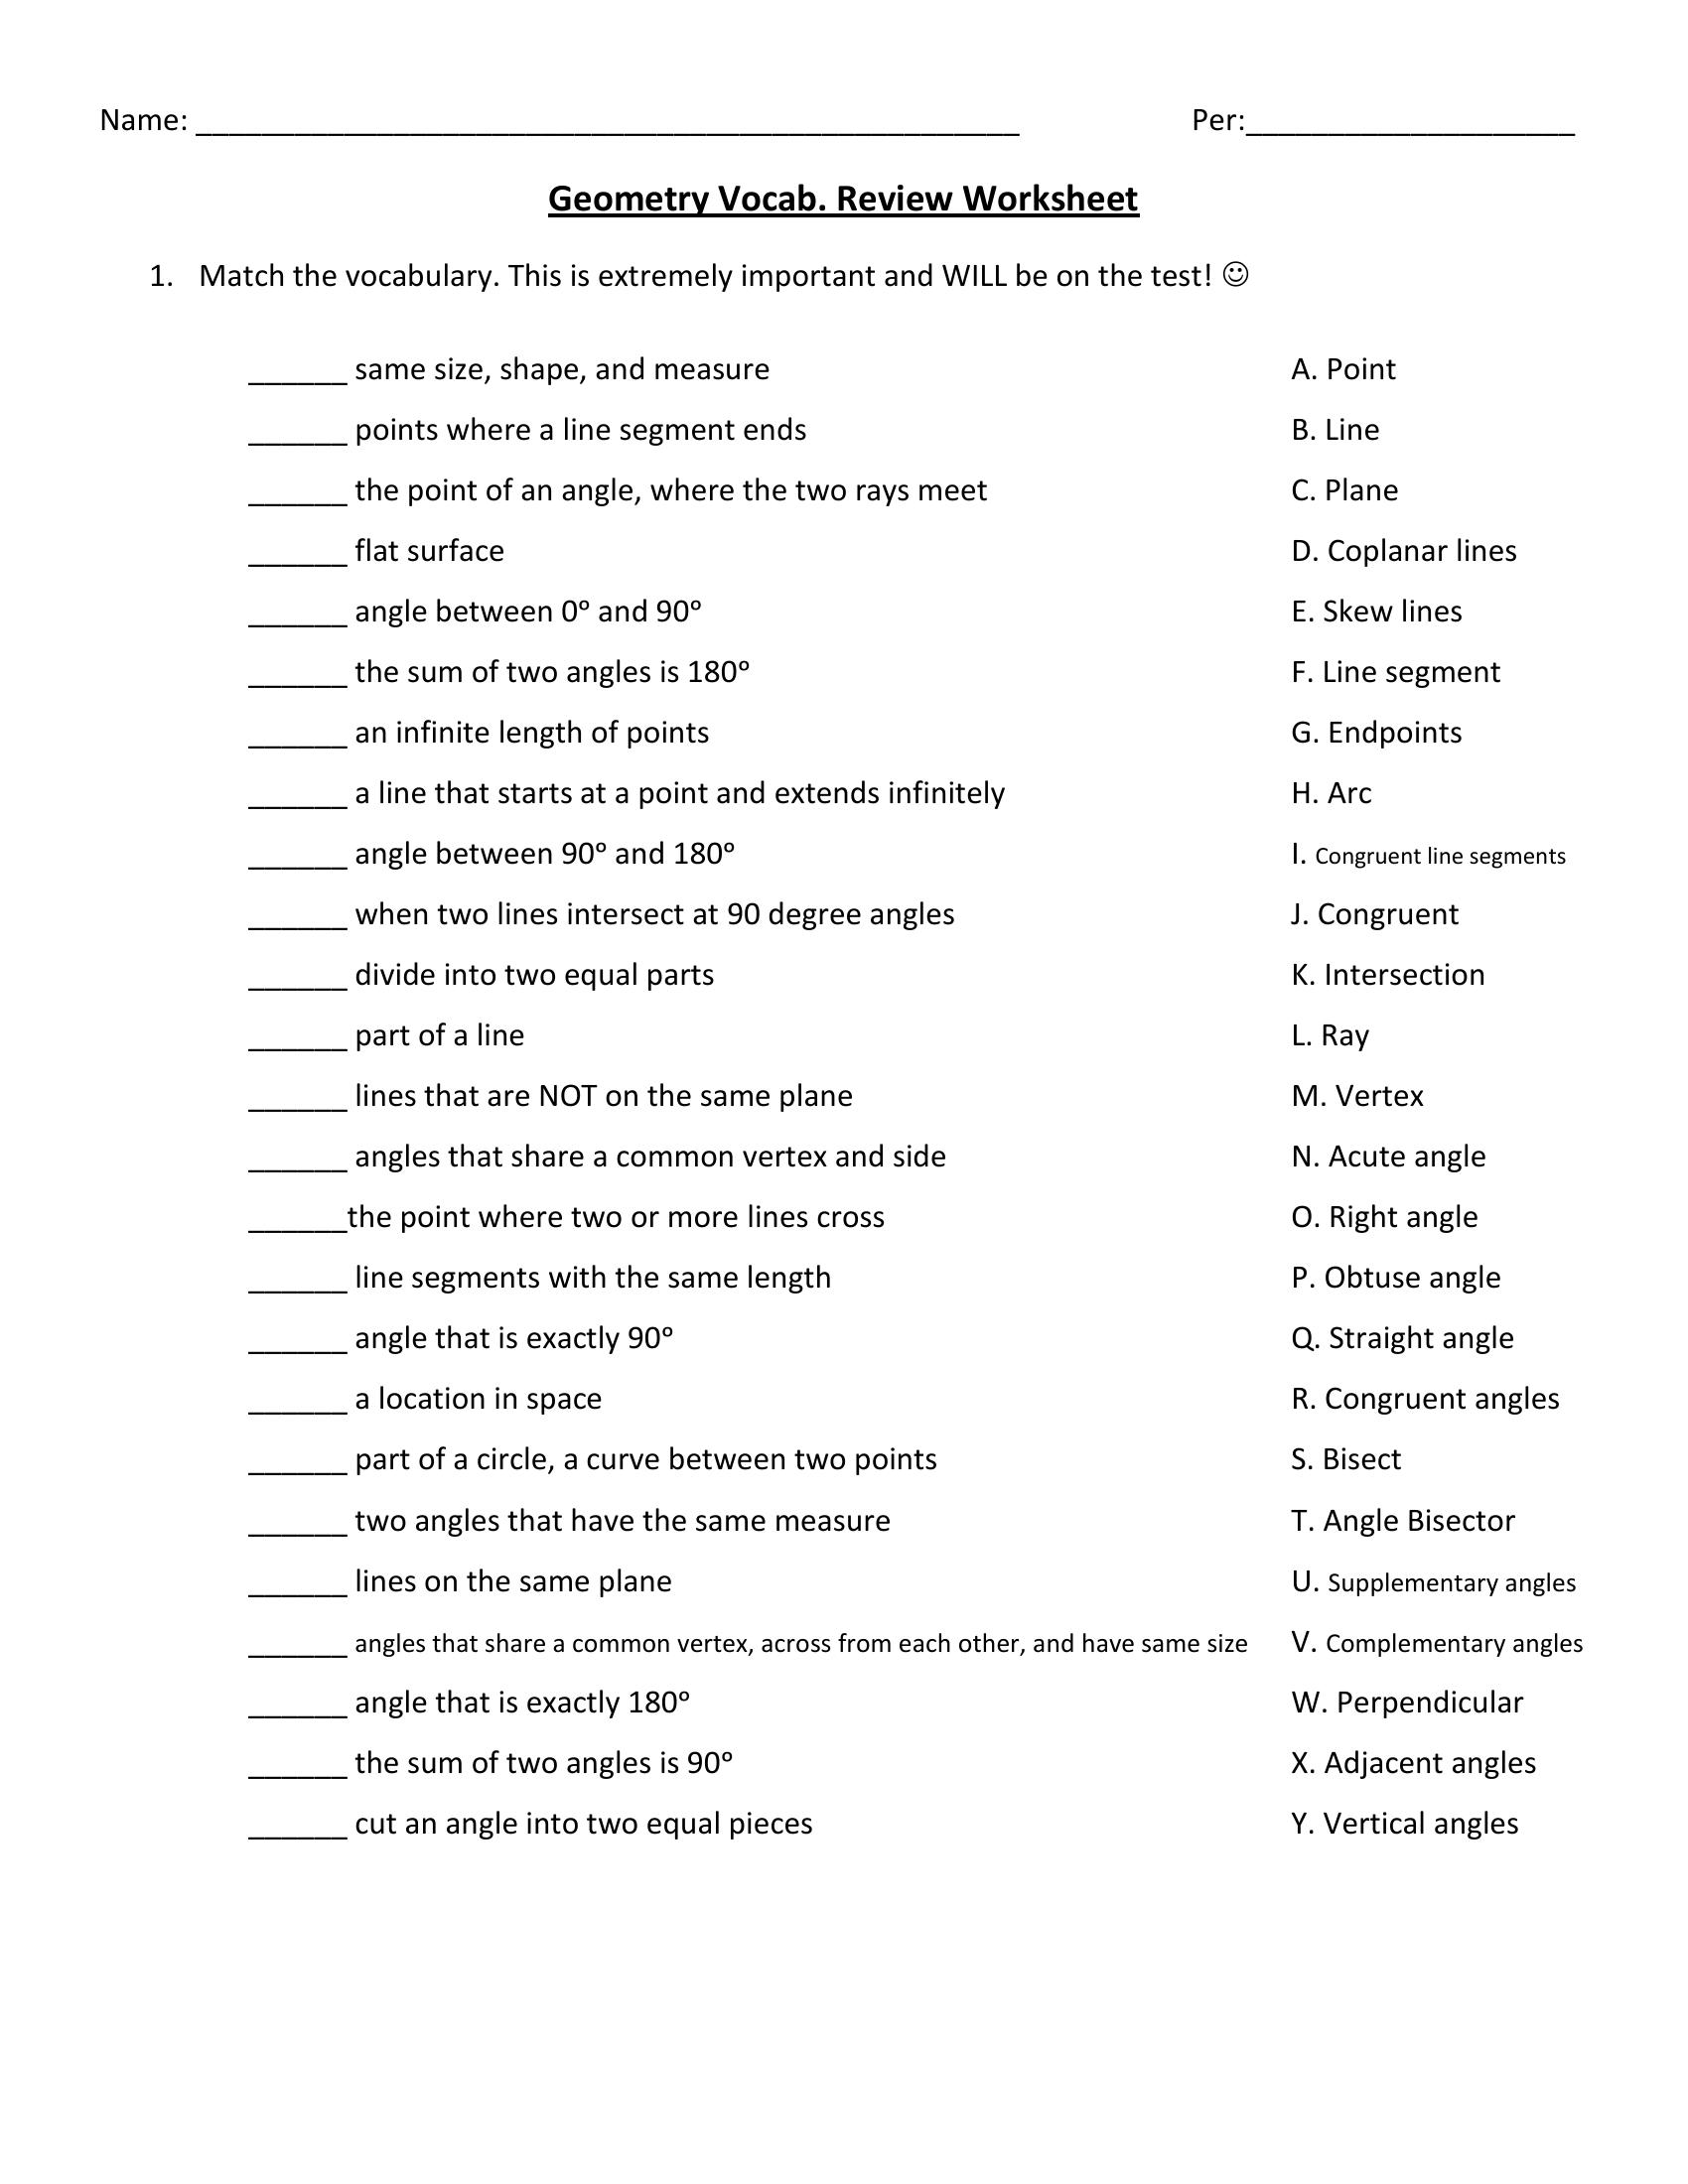 Name: __________________________________________________ Per:____________________
Geometry Vocab. Review Worksheet
1. Match the vocabulary. This is extremely important and WILL be on the test! ☺
______ same size, shape, and measure A. Point
______ points where a line segment ends B. Line
______ the point of an angle, where the two rays meet C. Plane
______ flat surface D. Coplanar lines
______ angle between 0° and 90° E. Skew lines
______ the sum of two angles is 180° F. Line segment
______ an infinite length of points G. Endpoints
______ a line that starts at a point and extends infinitely H. Arc
______ angle between 90° and 180° I. Congruent line segments
______ when two lines intersect at 90 degree angles J. Congruent
______ divide into two equal parts K. Intersection
______ part of a line L. Ray
______ lines that are NOT on the same plane M. Vertex
______ angles that share a common vertex and side N. Acute angle
______the point where two or more lines cross O. Right angle
______ line segments with the same length P. Obtuse angle
______ angle that is exactly 90° Q. Straight angle
______ a location in space R. Congruent angles
______ part of a circle, a curve between two points S. Bisect
______ two angles that have the same measure T. Angle Bisector
______ lines on the same plane U. Supplementary angles
______ angles that share a common vertex, across from each other, and have same size V. Complementary angles
______ angle that is exactly 180° W. Perpendicular
______ the sum of two angles is 90° X. Adjacent angles
______ cut an angle into two equal pieces Y. Vertical angles